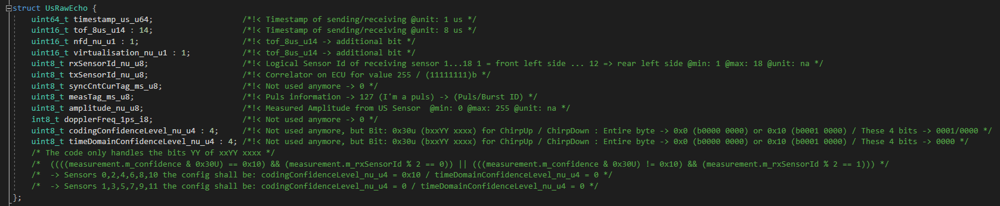 struct UsRawEcho {
uint64_t timestamp_us_u64; /*!< Timestamp of sending/receiving @unit: 1 us */
uint16_t tof_8us_u14 : 14; /*!< Timestamp of sending/receiving @unit: 8 us */
uint16_t nfd_nu_u1 : 1; /*!< tof_8us_u14 -> additional bit */
uint16_t virtualisation_nu_u1 : 1; /*!< tof_8us_u14 -> additional bit */
uint8_t rxSensorId_nu_u8; /*!< Logical Sensor Id of receiving sensor 1...18 1 = front left side ... 12 => rear left side @min: 1 @max: 18 @unit: na */
uint8_t txSensorId_nu_u8; /*!< Correlator on ECU for value 255 / (11111111)b */
uint8_t syncCntCurTag_ms_u8; /*!< Not used anymore -> 0 */
uint8_t measTag_ms_u8; /*!< Puls information -> 127 (I'm a puls) -> (Puls/Burst ID) */
uint8_t amplitude_nu_u8; /*!< Measured Amplitude from US Sensor  @min: 0 @max: 255 @unit: na */
int8_t dopplerFreq_1ps_i8; /*!< Not used anymore -> 0 */
uint8_t codingConfidenceLevel_nu_u4 : 4; /*!< Not used anymore, but Bit: 0x30u (bxxYY xxxx) for ChirpUp / ChirpDown : Entire byte -> 0x0 (b0000 0000) or 0x10 (b0001 0000) / These 4 bits -> 0001/0000 */
uint8_t timeDomainConfidenceLevel_nu_u4 : 4; /*!< Not used anymore, but Bit: 0x30u (bxxYY xxxx) for ChirpUp / ChirpDown : Entire byte -> 0x0 (b0000 0000) or 0x10 (b0001 0000) / These 4 bits -> 0000 */
/* The code only handles the bits YY of xxYY xxxx */
/*  ((((measurement.m_confidence & 0x30U) == 0x10) && (measurement.m_rxSensorId % 2 == 0)) || (((measurement.m_confidence & 0x30U) != 0x10) && (measurement.m_rxSensorId % 2 == 1))) */
/*  -> Sensors 0,2,4,6,8,10 the config shall be: codingConfidenceLevel_nu_u4 = 0x10 / timeDomainConfidenceLevel_nu_u4 = 0 */
/*  -> Sensors 1,3,5,7,9,11 the config shall be: codingConfidenceLevel_nu_u4 = 0 / timeDomainConfidenceLevel_nu_u4 = 0 */
};